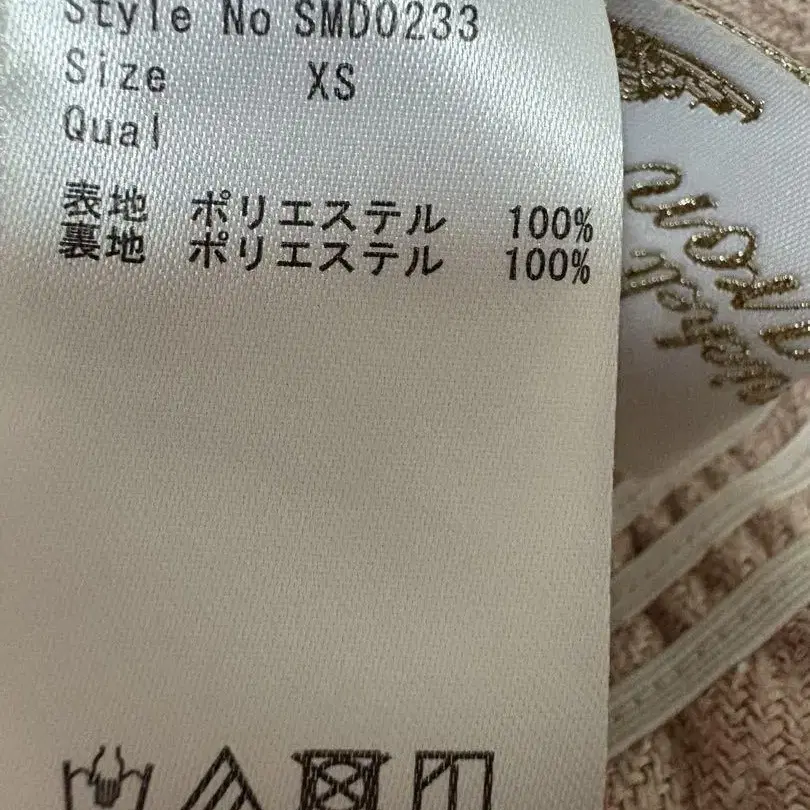 Style No SMD0233
Size XS
Qual
表地 ポリエステル 100%
裏地 ポリエステル 100%